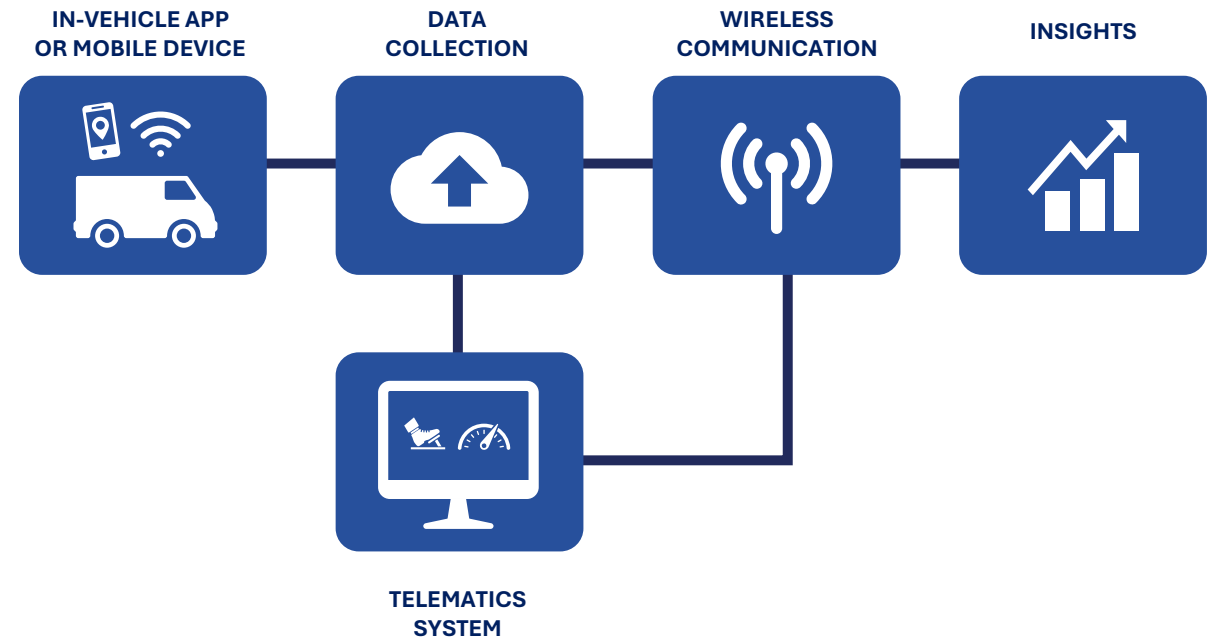 IN-VEHICLE APP
OR MOBILE DEVICE
DATA
COLLECTION
WIRELESS
COMMUNICATION
INSIGHTS
TELEMATICS
SYSTEM